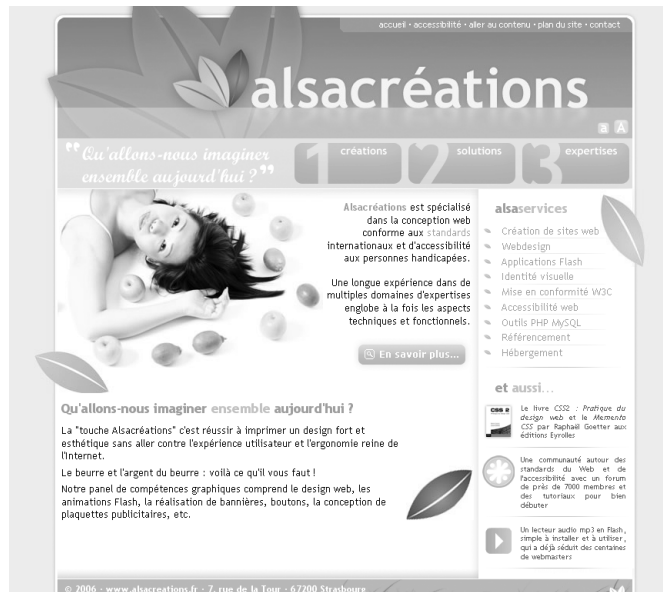 accueil • accessibilité • aller au contenu • plan du site • contact
alsacréations
a A
"Qu'allons-nous imaginer
ensemble aujourd'hui ?"
1 créations 2 solutions 3 expertises
Alsacréations est spécialisé
dans la conception web
conforme aux standards
internationaux et d'accessibilité
aux personnes handicapées.
Une longue expérience dans de
multiples domaines d'expertises
englobe à la fois les aspects
techniques et fonctionnels.
En savoir plus...
Qu'allons-nous imaginer ensemble aujourd'hui ?
La "touche Alsacréations" c'est réussir à imprimer un design fort et
esthétique sans aller contre l'expérience utilisateur et l'ergonomie reine de
l'Internet.
Le beurre et l'argent du beurre : voilà ce qu'il vous faut !
Notre panel de compétences graphiques comprend le design web, les
animations Flash, la réalisation de bannières, boutons, la conception de
plaquettes publicitaires, etc.
alsaservices
Création de sites web
Webdesign
Applications Flash
Identité visuelle
Mise en conformité W3C
Accessibilité web
Outils PHP MySQL
Référencement
Hébergement
et aussi...
CSS 2
Le livre CSS2 : Pratique du
design web et le Memento
CSS par Raphaël Goetter aux
éditions Eyrolles
Une communauté autour des
standards du Web et de
l'accessibilité avec un forum
de près de 7000 membres et
des tutoriaux pour bien
débuter
Un lecteur audio mp3 en Flash,
simple à installer et à utiliser,
qui a déjà séduit des centaines
de webmasters
© 2006 - www.alsacreations.fr - 7, rue de la Tour - 67200 Strasbourg